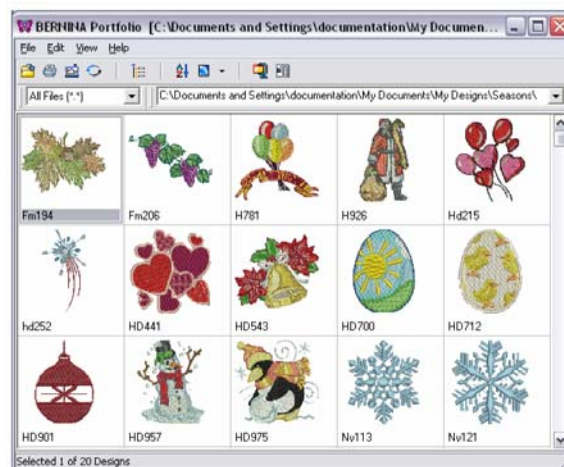 BERNINA Portfolio [C:\Documents and Settings\documentation\My Documen...
File Edit View Help
All Files (*.*) C:\Documents and Settings\documentation\My Documents\My Designs\Seasons\
Fm194 Fm206 H781 H926 Hd215
hd252 HD441 HD543 HD700 HD712
HD901 HD957 HD975 Nv113 Nv121
Selected 1 of 20 Designs